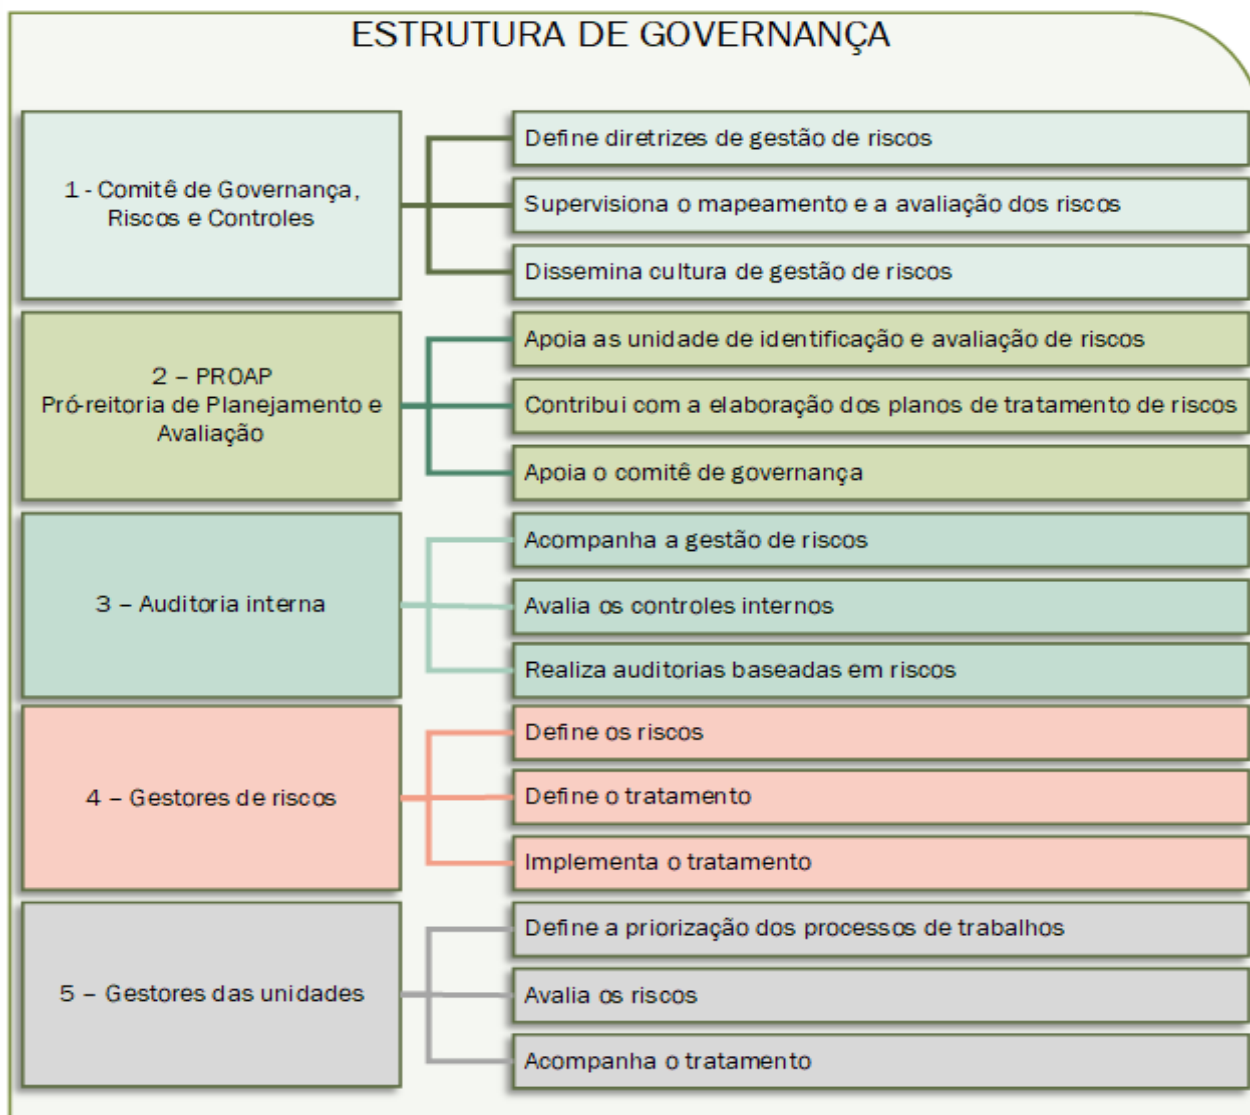 ESTRUTURA DE GOVERNANÇA
1 - Comitê de Governança,
Riscos e Controles
Define diretrizes de gestão de riscos
Supervisiona o mapeamento e a avaliação dos riscos
Dissemina cultura de gestão de riscos
2 – PROAP
Pró-reitoria de Planejamento e
Avaliação
Apoia as unidade de identificação e avaliação de riscos
Contribui com a elaboração dos planos de tratamento de riscos
Apoia o comitê de governança
3 – Auditoria interna
Acompanha a gestão de riscos
Avalia os controles internos
Realiza auditorias baseadas em riscos
4 – Gestores de riscos
Define os riscos
Define o tratamento
Implementa o tratamento
5 – Gestores das unidades
Define a priorização dos processos de trabalhos
Avalia os riscos
Acompanha o tratamento